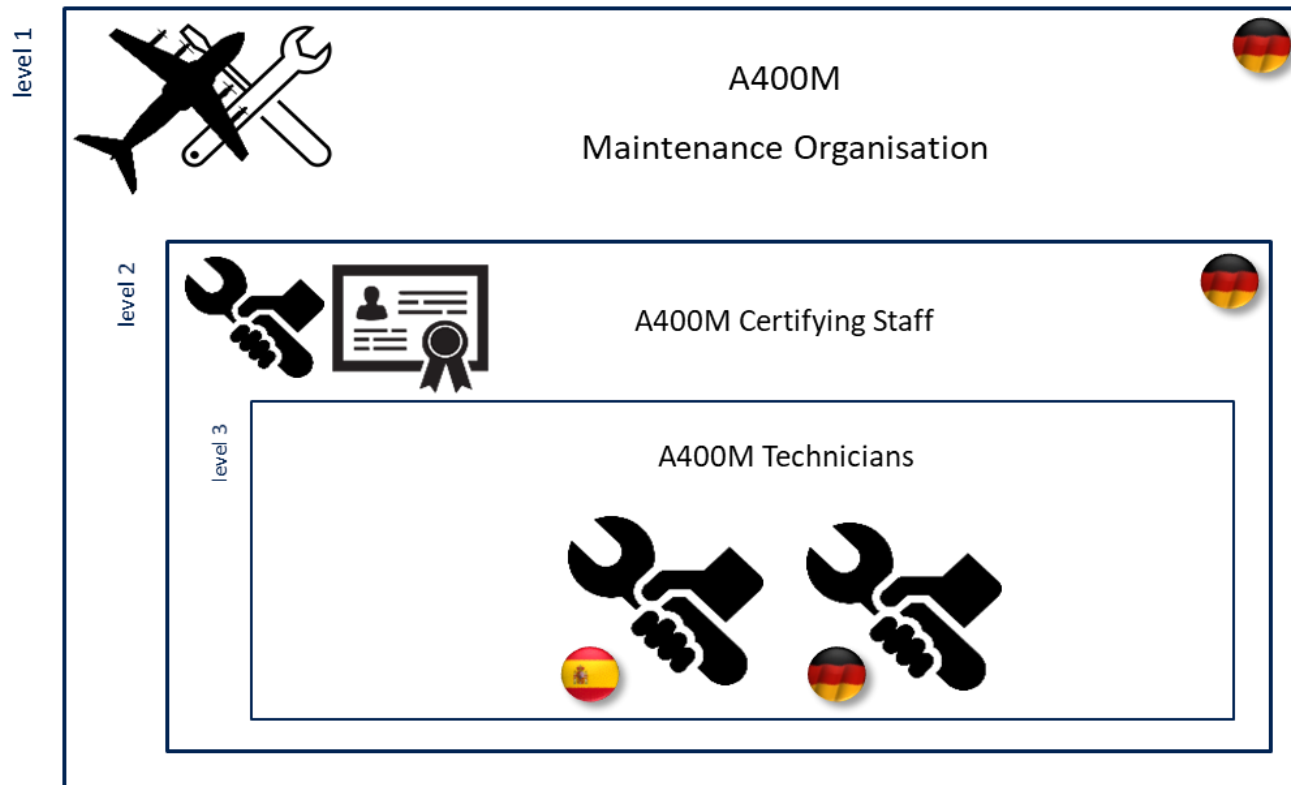 level 1
A400M
Maintenance Organisation
level 2
A400M Certifying Staff
level 3
A400M Technicians